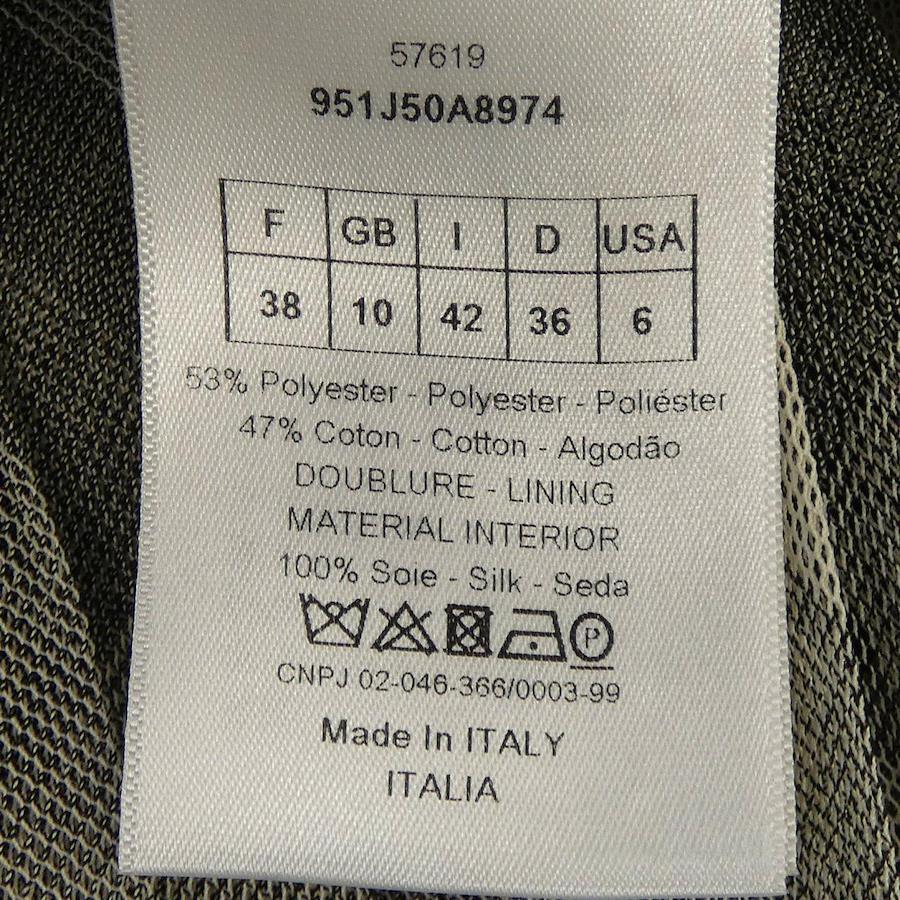 57619
951J50A8974
F GB I D USA
38 10 42 36 6
53% Polyester - Polyester - Poliéster
47% Coton - Cotton - Algodão
DOUBLURE - LINING
MATERIAL INTERIOR
100% Soie - Silk - Seda
P
CNPJ 02-046-366/0003-99
Made In ITALY
ITALIA